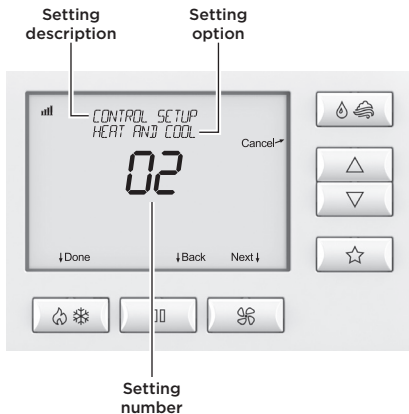 Setting description
Setting option
CONTROL SETUP
HEAT AND COOL
Cancel
02
Done
Back
Next
Setting number